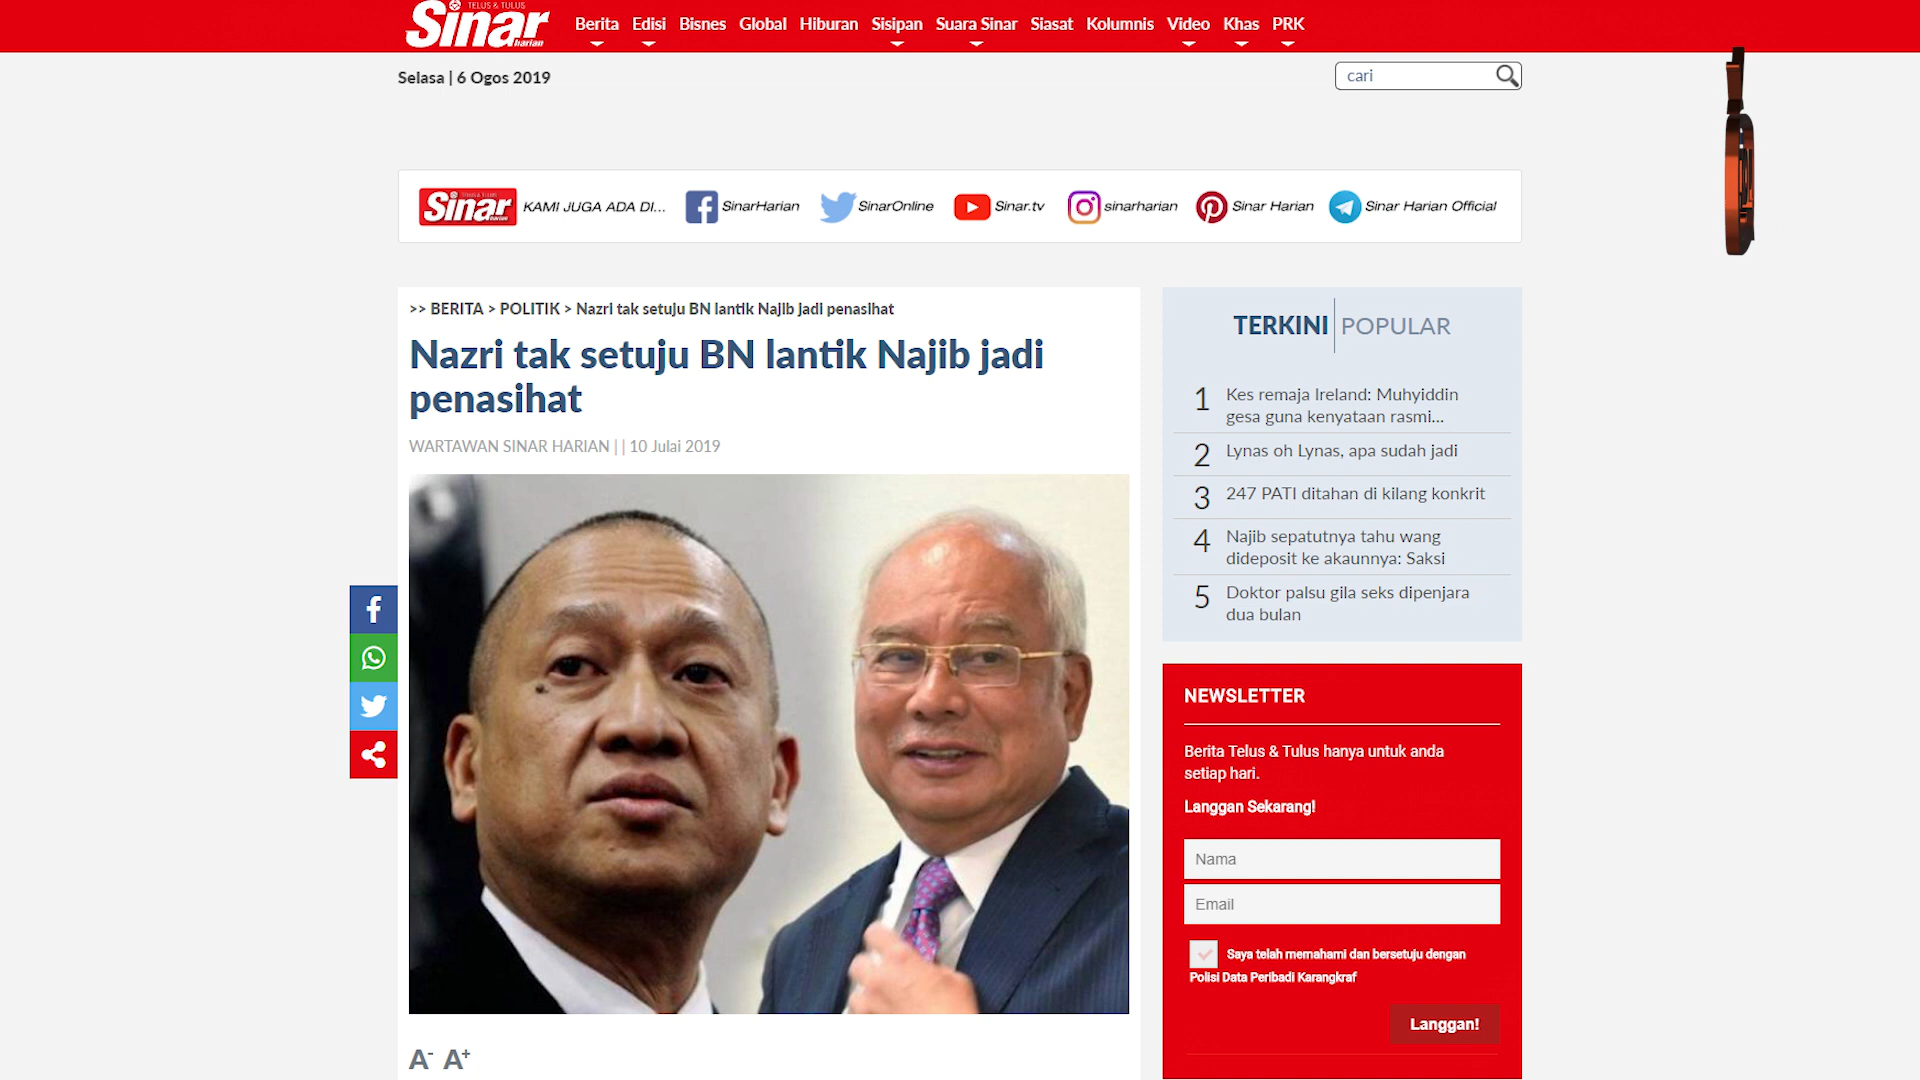 TELUS & TULUS
Sinar
harian
Berita Edisi Bisnes Global Hiburan Sisipan Suara Sinar Siasat Kolumnis Video Khas PRK
Selasa | 6 Ogos 2019
cari
Sinar KAMI JUGA ADA DI... SinarHarian SinarOnline Sinar.tv sinarharian Sinar Harian Sinar Harian Official
>> BERITA > POLITIK > Nazri tak setuju BN lantik Najib jadi penasihat
Nazri tak setuju BN lantik Najib jadi
penasihat
WARTAWAN SINAR HARIAN | | 10 Julai 2019
A- A+
TERKINI POPULAR
1 Kes remaja Ireland: Muhyiddin
gesa guna kenyataan rasmi...
2 Lynas oh Lynas, apa sudah jadi
3 247 PATI ditahan di kilang konkrit
4 Najib sepatutnya tahu wang
dideposit ke akaunnya: Saksi
5 Doktor palsu gila seks dipenjara
dua bulan
NEWSLETTER
Berita Telus & Tulus hanya untuk anda
setiap hari.
Langgan Sekarang!
Nama
Email
Saya telah memahami dan bersetuju dengan
Polisi Data Peribadi Karangkraf
Langgan!